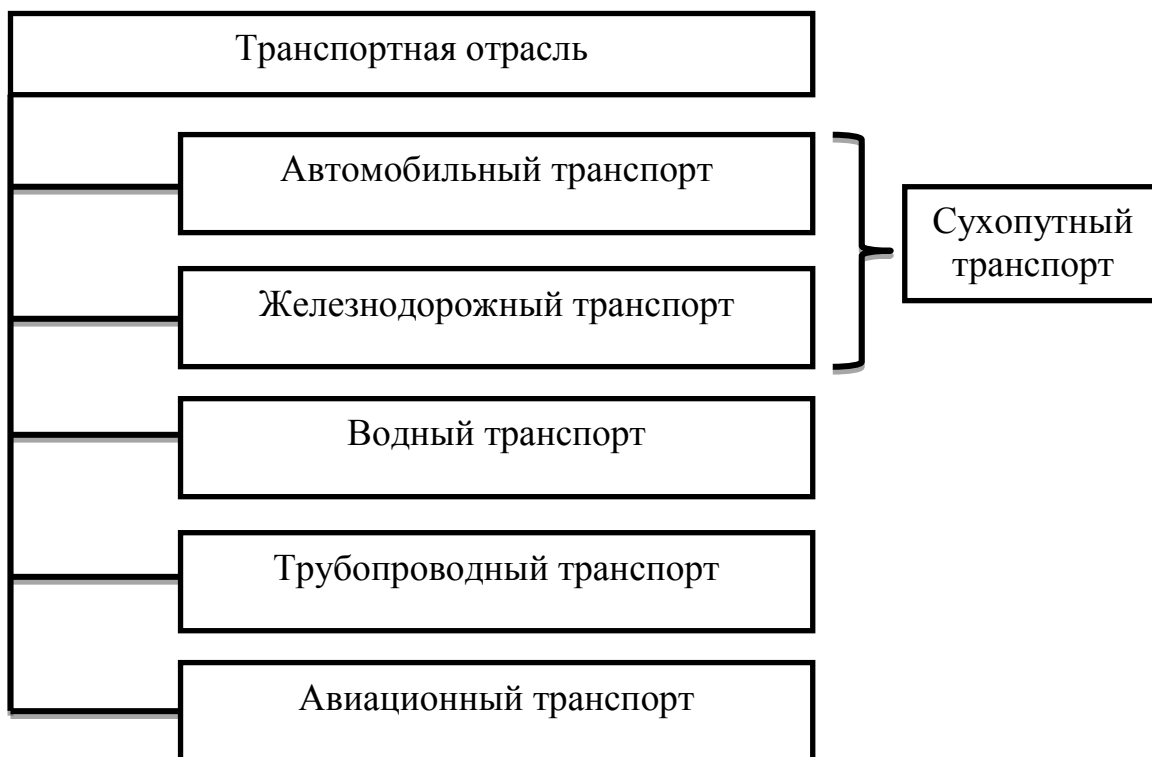 Транспортная отрасль
Автомобильный транспорт
Железнодорожный транспорт
Сухопутный
транспорт
Водный транспорт
Трубопроводный транспорт
Авиационный транспорт